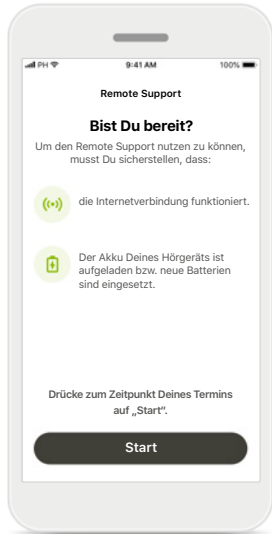 PH 9:41 AM 100%
Remote Support
Bist Du bereit?
Um den Remote Support nutzen zu können,
musst Du sicherstellen, dass:
die Internetverbindung funktioniert.
Der Akku Deines Hörgeräts ist
aufgeladen bzw. neue Batterien
sind eingesetzt.
Drücke zum Zeitpunkt Deines Termins
auf „Start“.
Start